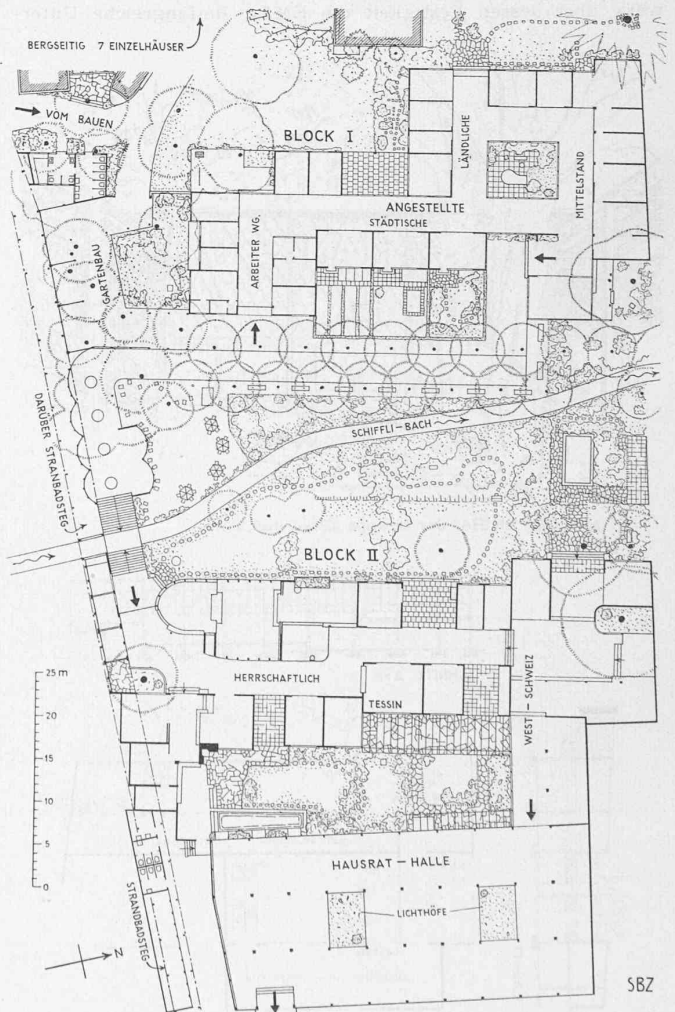 BERGSEITIG 7 EINZELHÄUSER
VOM BAUEN
BLOCK I
LÄNDLICHE
MITTELSTAND
ANGESTELLTE
STÄDTISCHE
ARBEITER WG.
GARTENBAU
DARÜBER STRANBADSTEG
SCHIFFLI-BACH
BLOCK II
25 m
20
15
10
5
0
HERRSCHAFTLICH
TESSIN
WEST-SCHWEIZ
HAUSRAT-HALLE
LICHTHÖFE
STRANDBADSTEG
N
SBZ